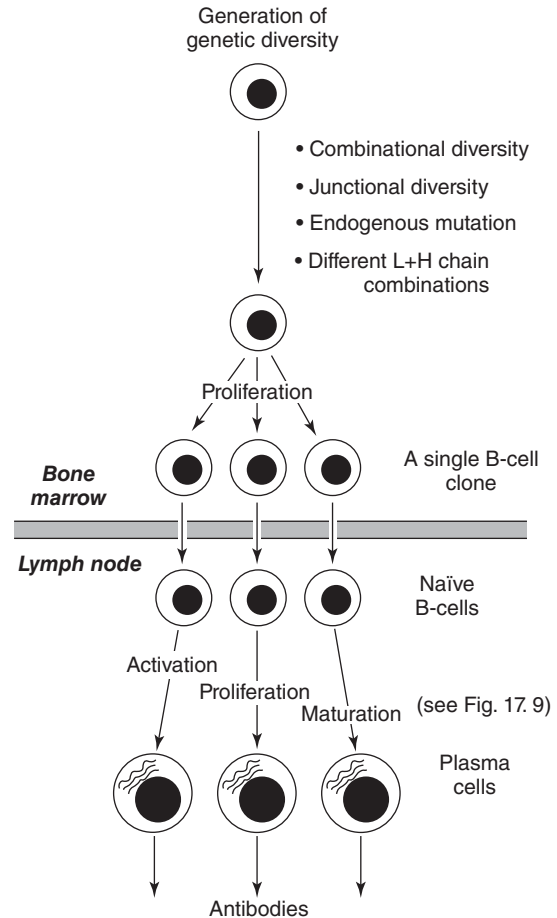 Generation of
genetic diversity
• Combinational diversity
• Junctional diversity
• Endogenous mutation
• Different L+H chain
combinations
Proliferation
A single B-cell
clone
Bone
marrow
Lymph node
Naïve
B-cells
Activation
Proliferation
Maturation
(see Fig. 17. 9)
Plasma
cells
Antibodies